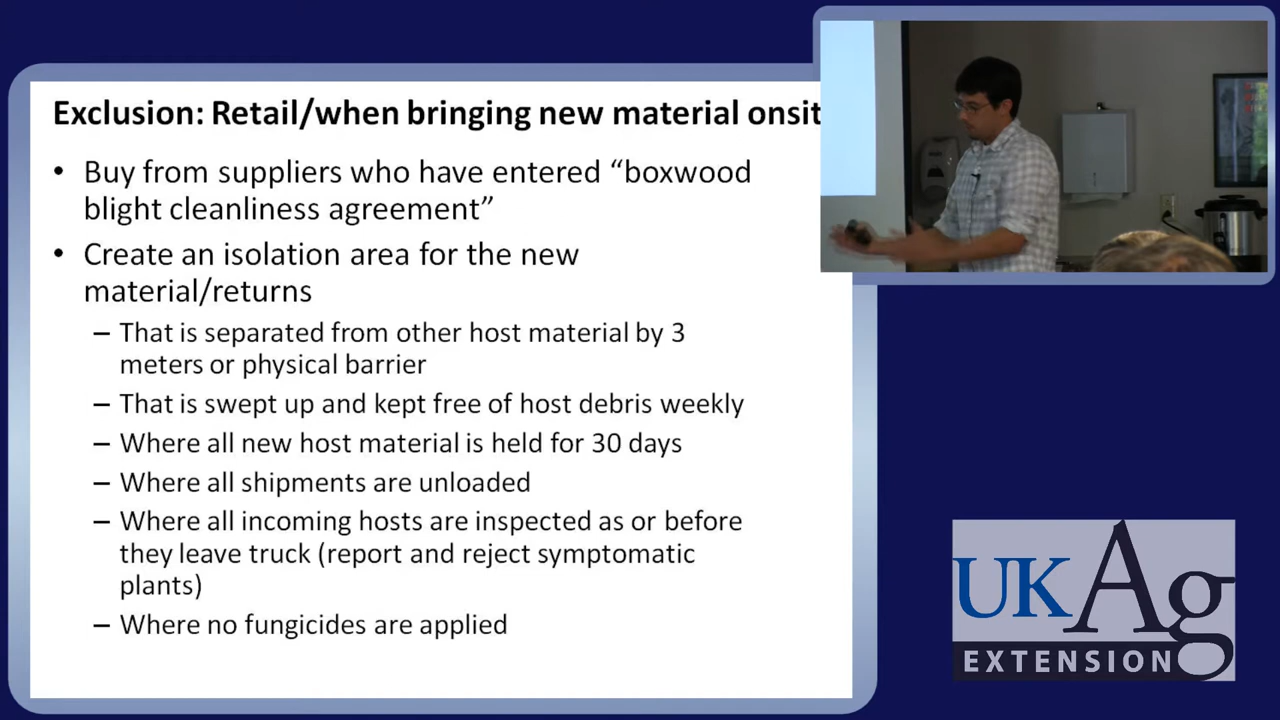 Exclusion: Retail/when bringing new material onsit
• Buy from suppliers who have entered “boxwood
blight cleanliness agreement”
• Create an isolation area for the new
material/returns
– That is separated from other host material by 3
meters or physical barrier
– That is swept up and kept free of host debris weekly
– Where all new host material is held for 30 days
– Where all shipments are unloaded
– Where all incoming hosts are inspected as or before
they leave truck (report and reject symptomatic
plants)
– Where no fungicides are applied
UKAg
EXTENSION